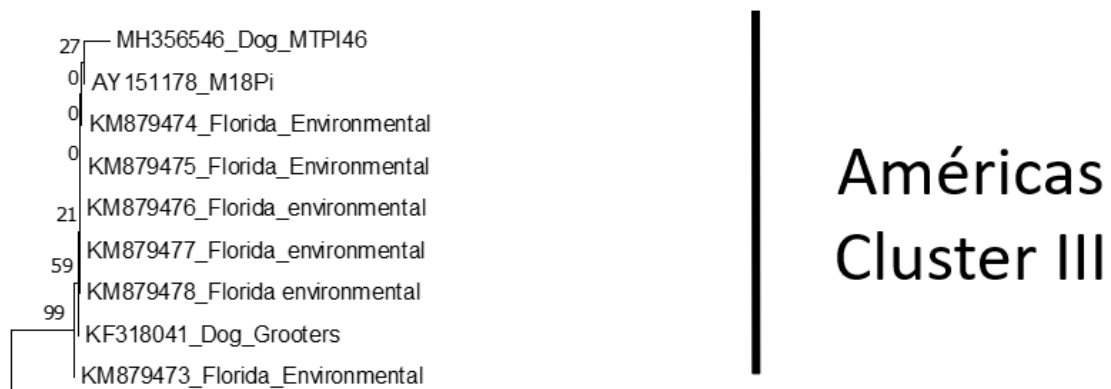 27
MH356546_Dog_MTPI46
0
AY151178_M18Pi
0
KM879474_Florida_Environmental
0
KM879475_Florida_Environmental
21
KM879476_Florida_environmental
KM879477_Florida_environmental
59
KM879478_Florida environmental
99
KF318041_Dog_Grooters
KM879473_Florida_Environmental
Américas
Cluster III